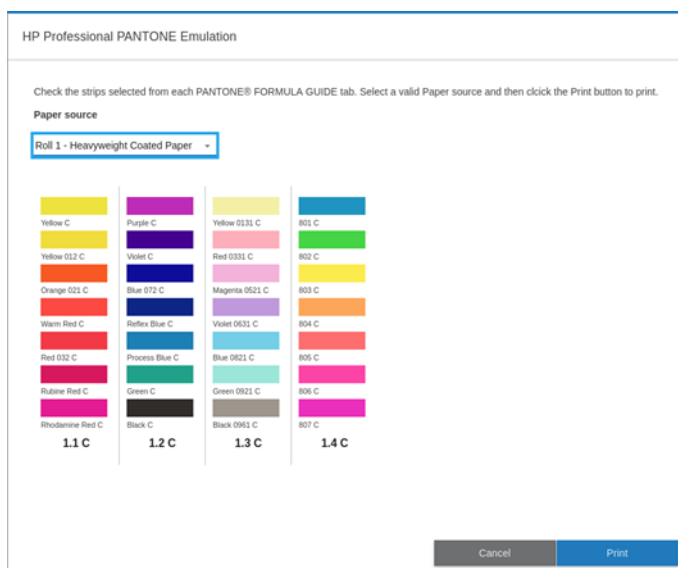 HP Professional PANTONE Emulation
Check the strips selected from each PANTONE® FORMULA GUIDE tab. Select a valid Paper source and then clcick the Print button to print.
Paper source
Roll 1 - Heavyweight Coated Paper
Yellow C
Purple C
Yellow 0131 C
801 C
Yellow 012 C
Violet C
Red 0331 C
802 C
Orange 021 C
Blue 072 C
Magenta 0521 C
803 C
Warm Red C
Reflex Blue C
Violet 0631 C
804 C
Red 032 C
Process Blue C
Blue 0821 C
805 C
Rubine Red C
Green C
Green 0921 C
806 C
Rhodamine Red C
Black C
Black 0961 C
807 C
1.1 C
1.2 C
1.3 C
1.4 C
Cancel
Print